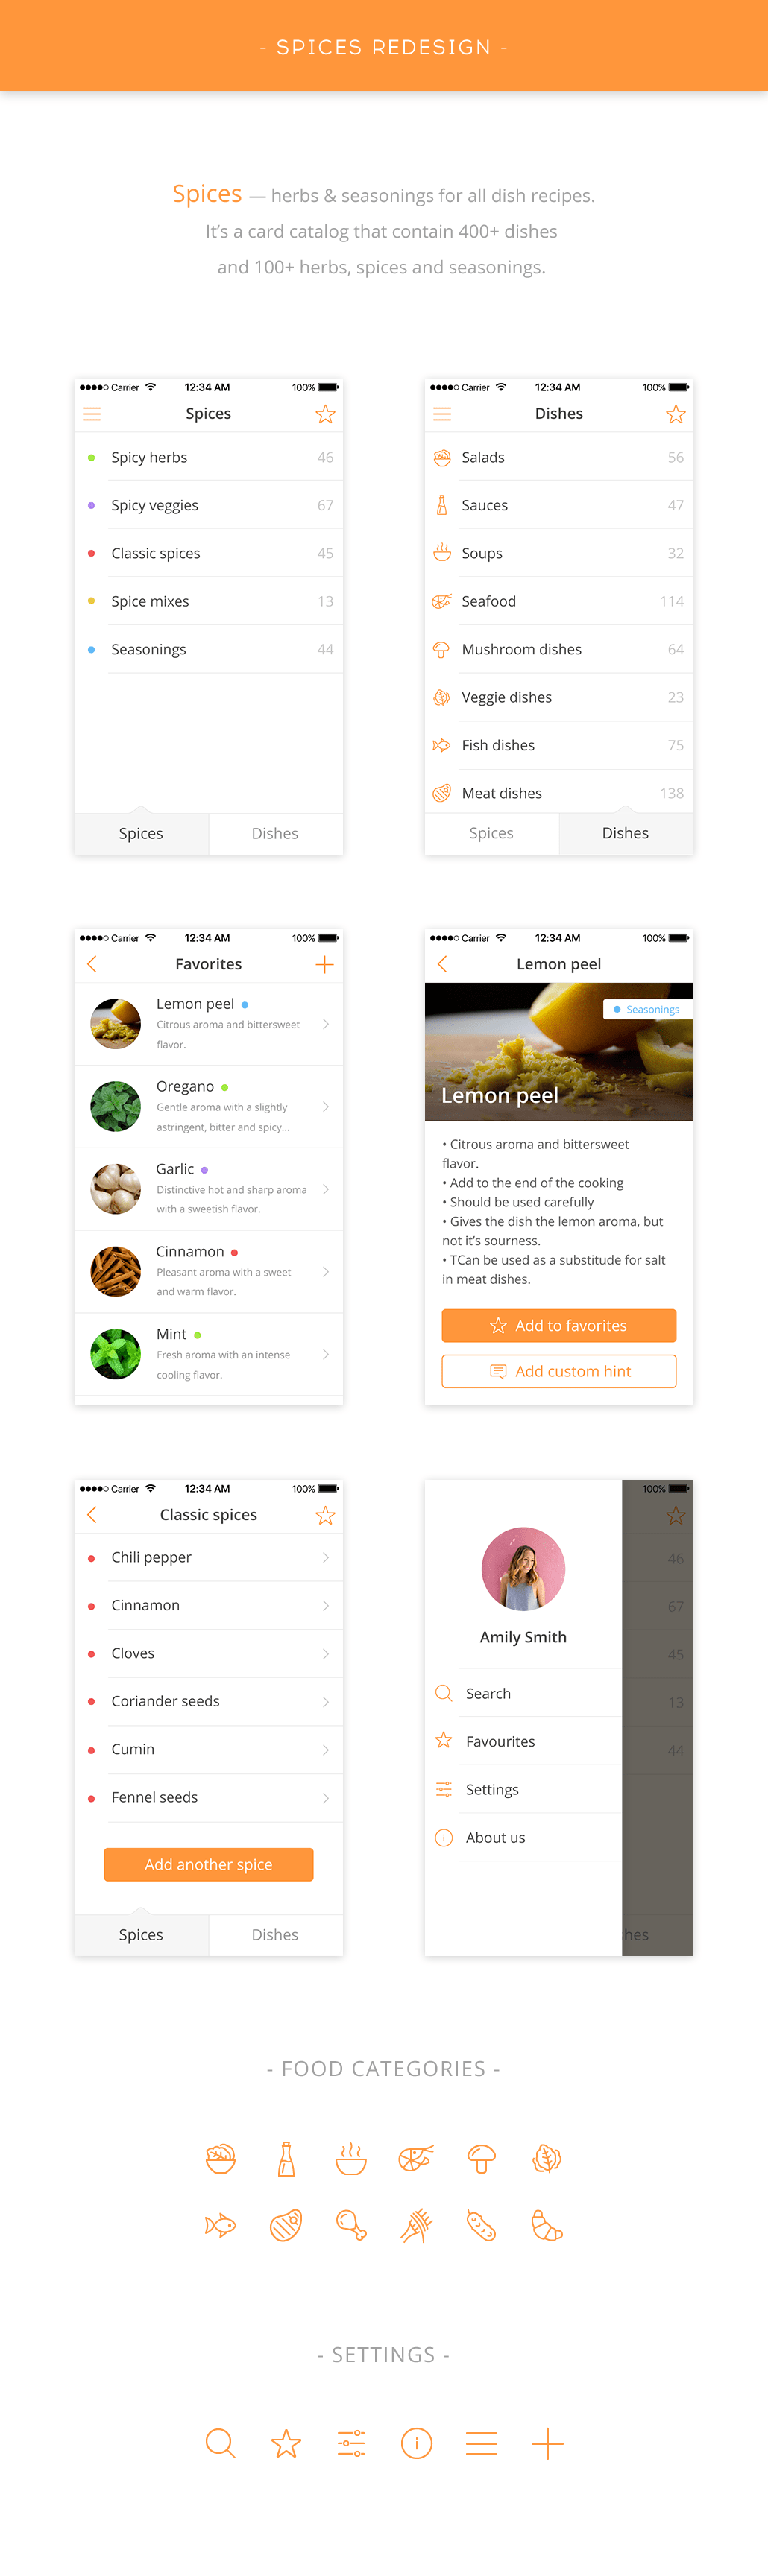 - SPICES REDESIGN -
Spices — herbs & seasonings for all dish recipes.
It's a card catalog that contain 400+ dishes
and 100+ herbs, spices and seasonings.
Carrier 12:34 AM 100%
Spices
Spicy herbs 46
Spicy veggies 67
Classic spices 45
Spice mixes 13
Seasonings 44
Spices Dishes
Carrier 12:34 AM 100%
Dishes
Salads 56
Sauces 47
Soups 32
Seafood 114
Mushroom dishes 64
Veggie dishes 23
Fish dishes 75
Meat dishes 138
Spices Dishes
Carrier 12:34 AM 100%
Favorites
Lemon peel
Citrous aroma and bittersweet
flavor.
Oregano
Gentle aroma with a slightly
astringent, bitter and spicy...
Garlic
Distinctive hot and sharp aroma
with a sweetish flavor.
Cinnamon
Pleasant aroma with a sweet
and warm flavor.
Mint
Fresh aroma with an intense
cooling flavor.
Carrier 12:34 AM 100%
Lemon peel
Seasonings
Lemon peel
• Citrous aroma and bittersweet
flavor.
• Add to the end of the cooking
• Should be used carefully
• Gives the dish the lemon aroma, but
not it's sourness.
• TCan be used as a substitude for salt
in meat dishes.
Add to favorites
Add custom hint
Carrier 12:34 AM 100%
Classic spices
Chili pepper
Cinnamon
Cloves
Coriander seeds
Cumin
Fennel seeds
Add another spice
Spices Dishes
100%
Amily Smith
Search
Favourites
Settings
About us
46
67
45
13
44
shes
- FOOD CATEGORIES -
- SETTINGS -